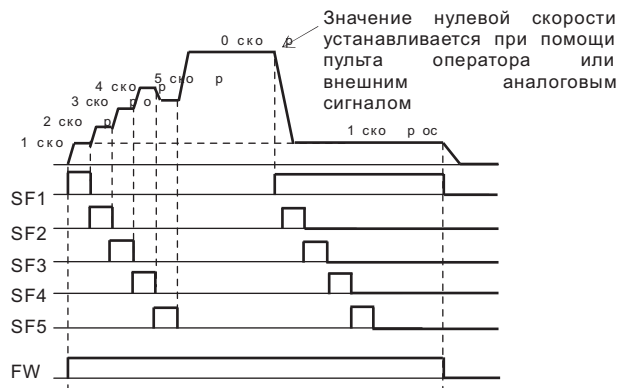 Значение нулевой скорости
устанавливается при помощи
пульта оператора или
внешним аналоговым
сигналом
0 ско р
4 ско р
5 ско р
3 ско р о
2 ско р
1 ско
1 ско р ос
SF1
SF2
SF3
SF4
SF5
FW